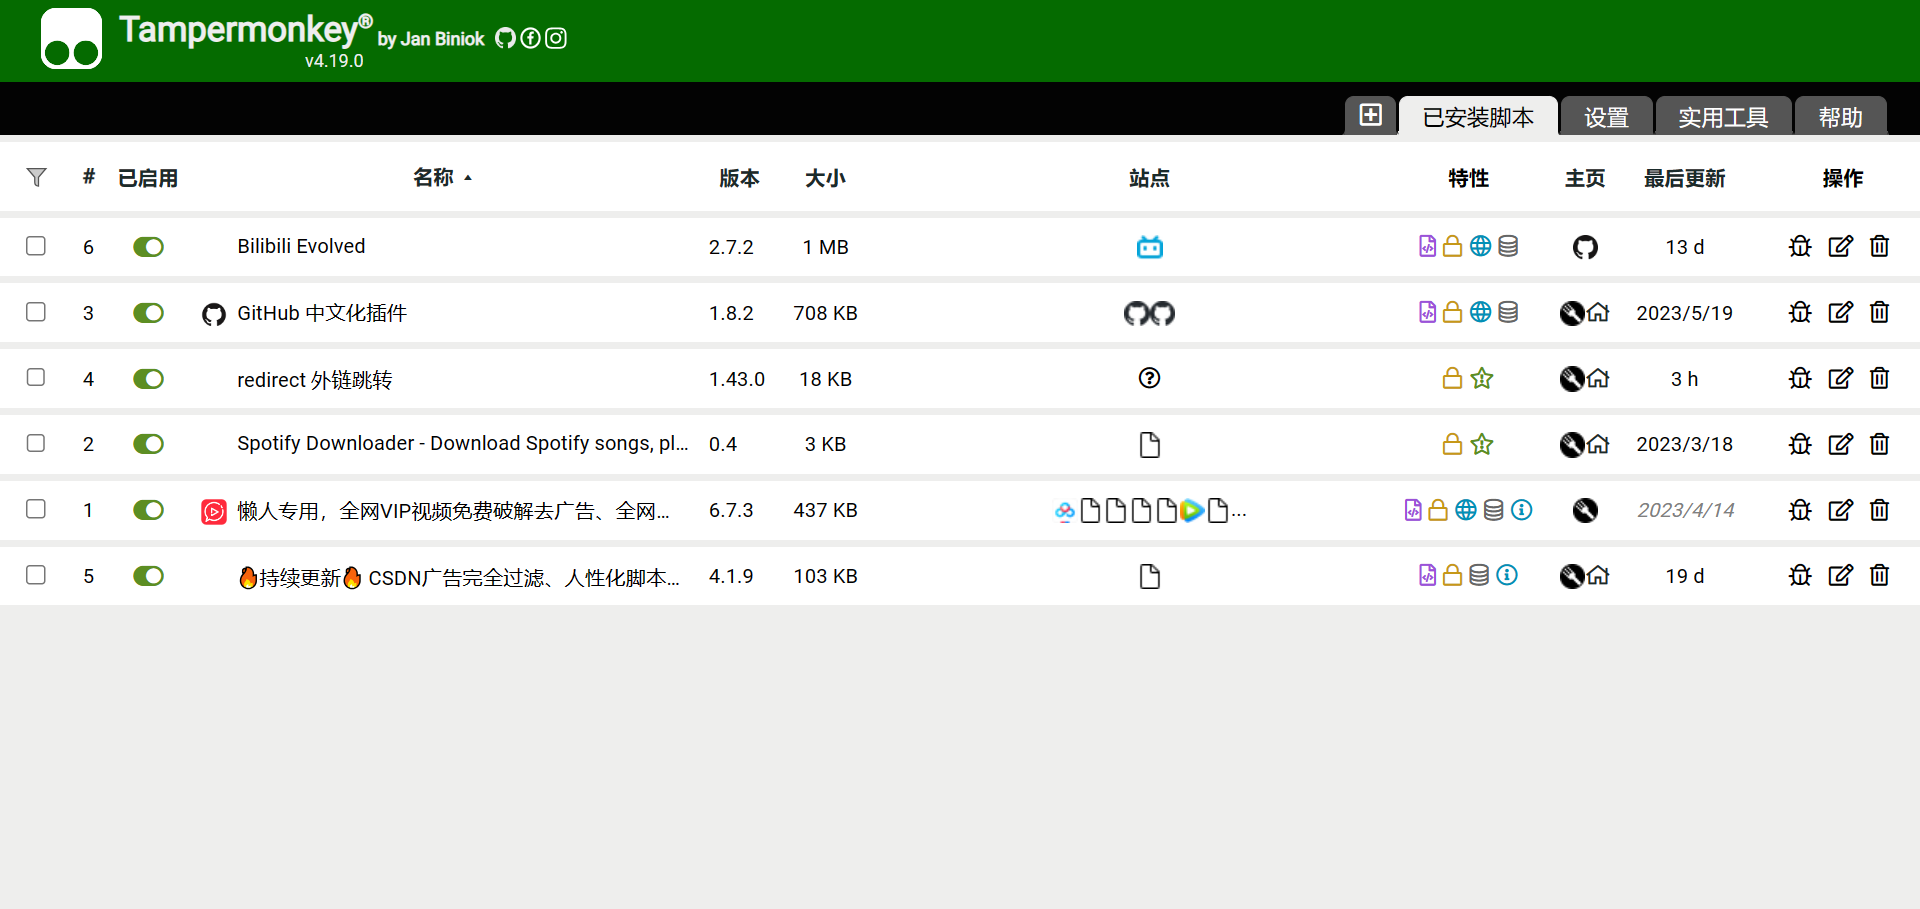 Tampermonkey® by Jan Biniok
v4.19.0
已安装脚本 设置 实用工具 帮助
# 已启用 名称 版本 大小 站点 特性 主页 最后更新 操作
6 Bilibili Evolved 2.7.2 1 MB 13 d
3 GitHub 中文化插件 1.8.2 708 KB 2023/5/19
4 redirect 外链跳转 1.43.0 18 KB 3 h
2 Spotify Downloader - Download Spotify songs, pl... 0.4 3 KB 2023/3/18
1 懒人专用，全网VIP视频免费破解去广告、全网... 6.7.3 437 KB ... 2023/4/14
5 🔥持续更新🔥 CSDN广告完全过滤、人性化脚本... 4.1.9 103 KB 19 d